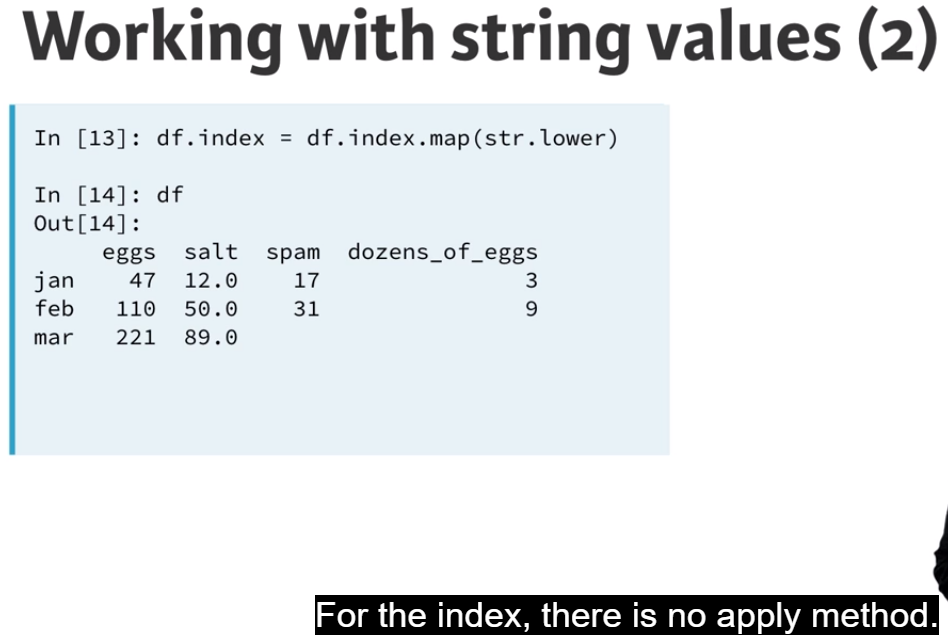 Working with string values (2)
In [13]: df.index = df.index.map(str.lower)
In [14]: df
Out[14]:
eggs salt spam dozens_of_eggs
jan 47 12.0 17 3
feb 110 50.0 31 9
mar 221 89.0
For the index, there is no apply method.